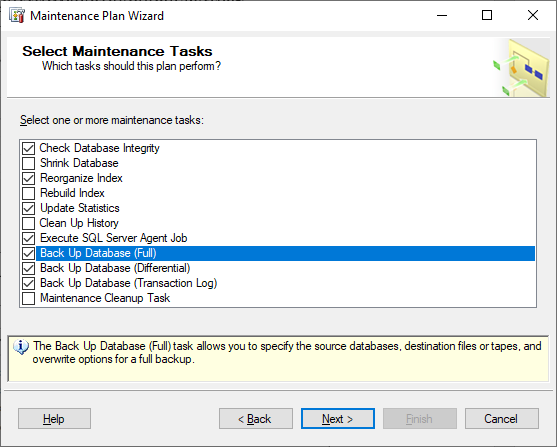 Maintenance Plan Wizard
Select Maintenance Tasks
Which tasks should this plan perform?
Select one or more maintenance tasks:
Check Database Integrity
Shrink Database
Reorganize Index
Rebuild Index
Update Statistics
Clean Up History
Execute SQL Server Agent Job
Back Up Database (Full)
Back Up Database (Differential)
Back Up Database (Transaction Log)
Maintenance Cleanup Task
The Back Up Database (Full) task allows you to specify the source databases, destination files or tapes, and
overwrite options for a full backup.
Help < Back Next > Finish Cancel